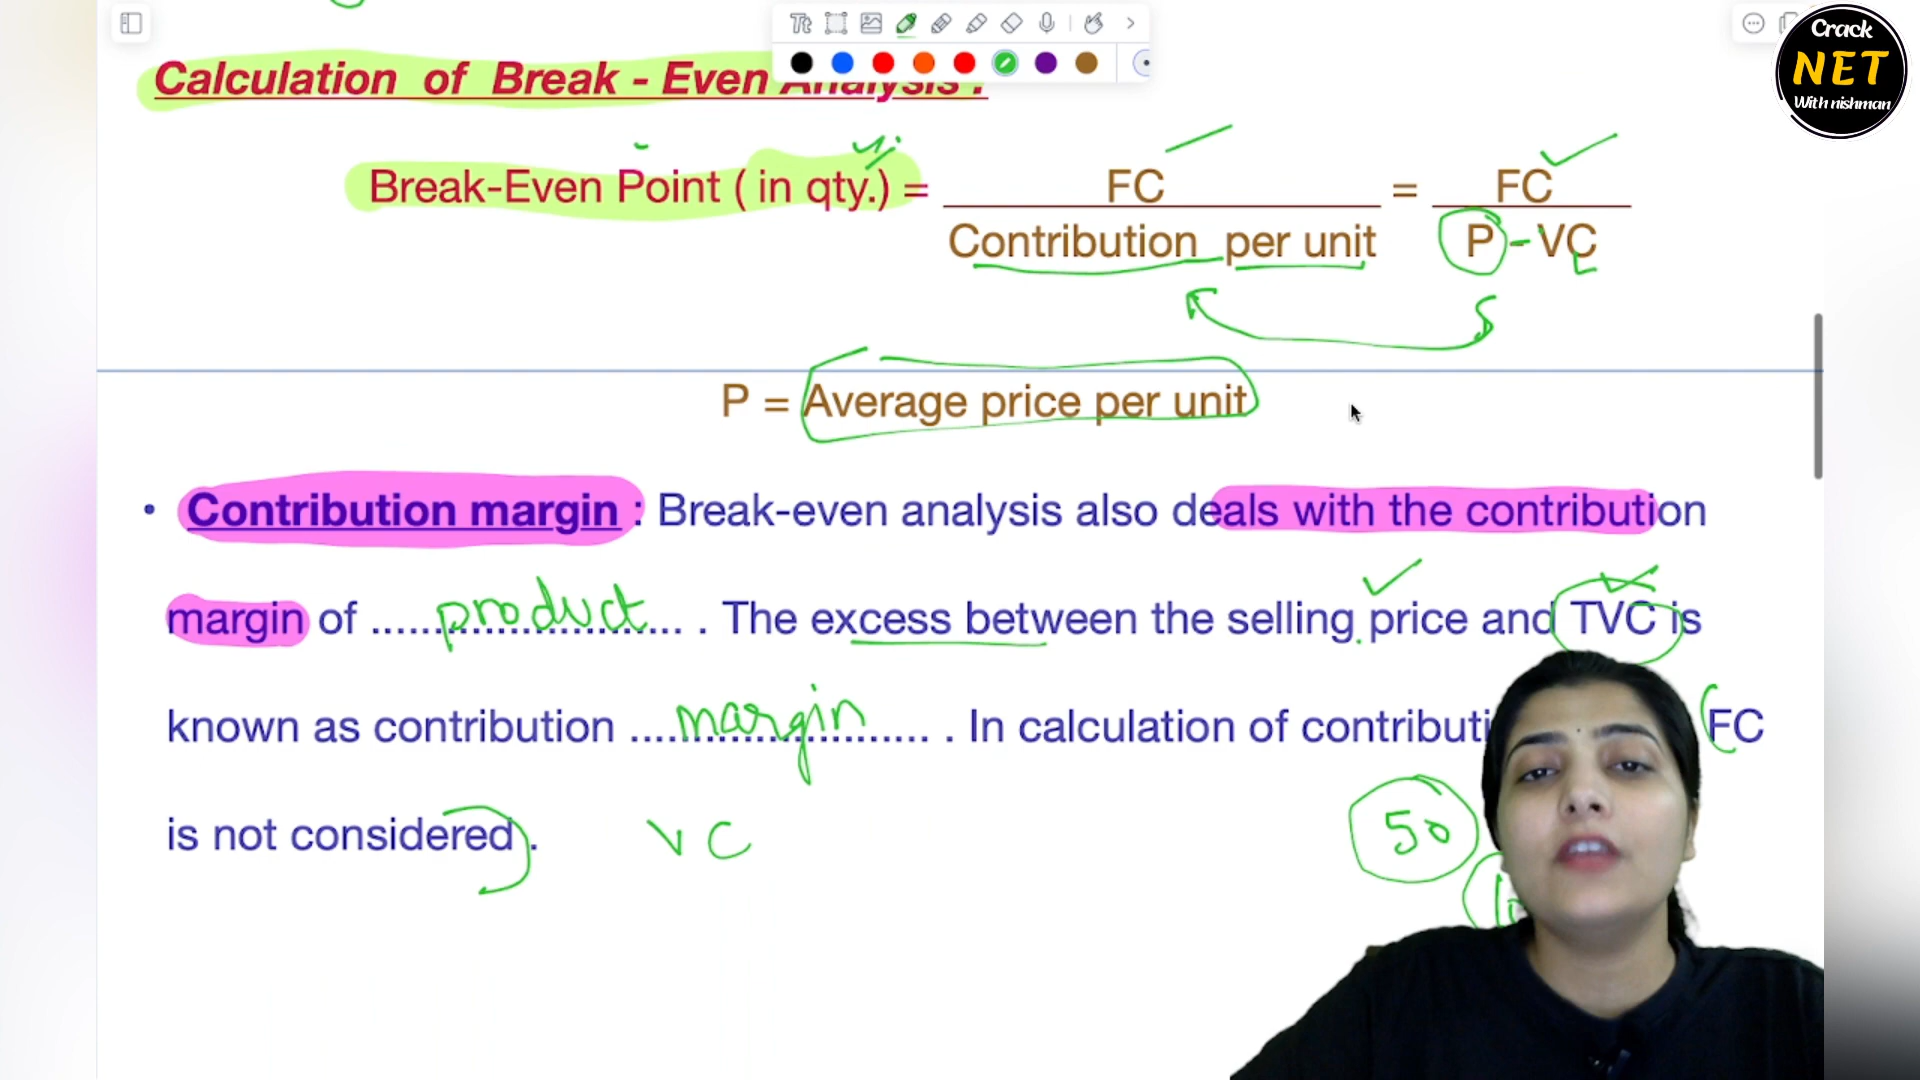 Crack
NET
With nishman
Calculation of Break - Even Analysis :
Break-Even Point ( in qty.) = FC / Contribution per unit = FC / P - VC
P = Average price per unit
• Contribution margin : Break-even analysis also deals with the contribution
margin of .....product..... . The excess between the selling price and TVC is
known as contribution .....margin..... . In calculation of contributi FC
is not considered . VC
50
10